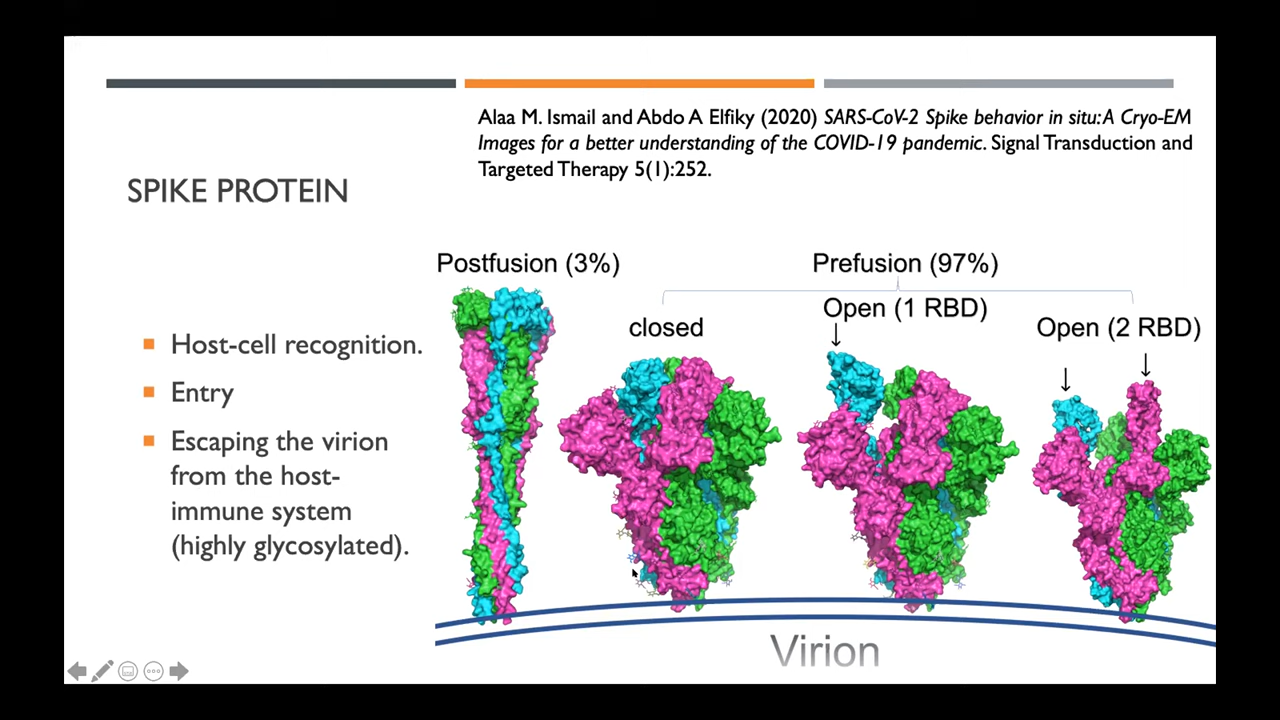 Alaa M. Ismail and Abdo A Elfiky (2020) SARS-CoV-2 Spike behavior in situ: A Cryo-EM
Images for a better understanding of the COVID-19 pandemic. Signal Transduction and
Targeted Therapy 5(1):252.
SPIKE PROTEIN
Host-cell recognition.
Entry
Escaping the virion
from the host-
immune system
(highly glycosylated).
Postfusion (3%)
Prefusion (97%)
closed
Open (1 RBD)
Open (2 RBD)
Virion